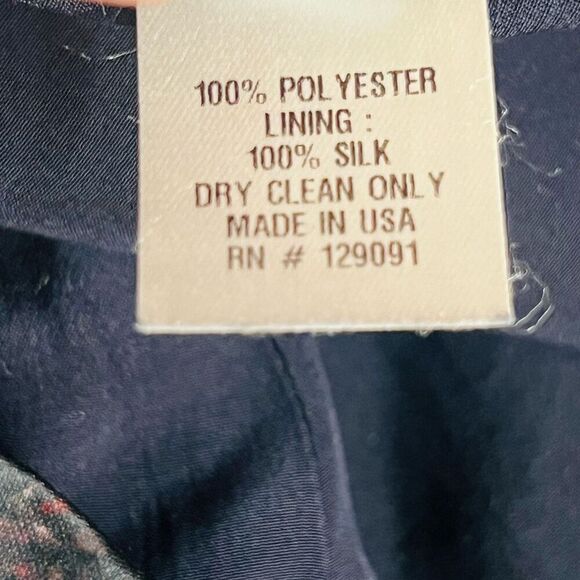 100% POLYESTER
LINING :
100% SILK
DRY CLEAN ONLY
MADE IN USA
RN # 129091